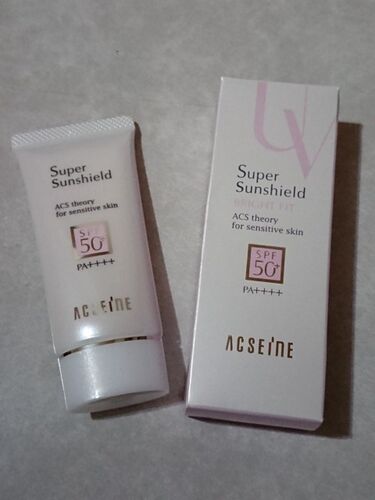 Super
Sunshield
ACS theory
for sensitive skin
SPF
50+
PA++++
ACSEINE
UV
Super
Sunshield
BRIGHT FIT
ACS theory
for sensitive skin
SPF
50+
PA++++
ACSEINE